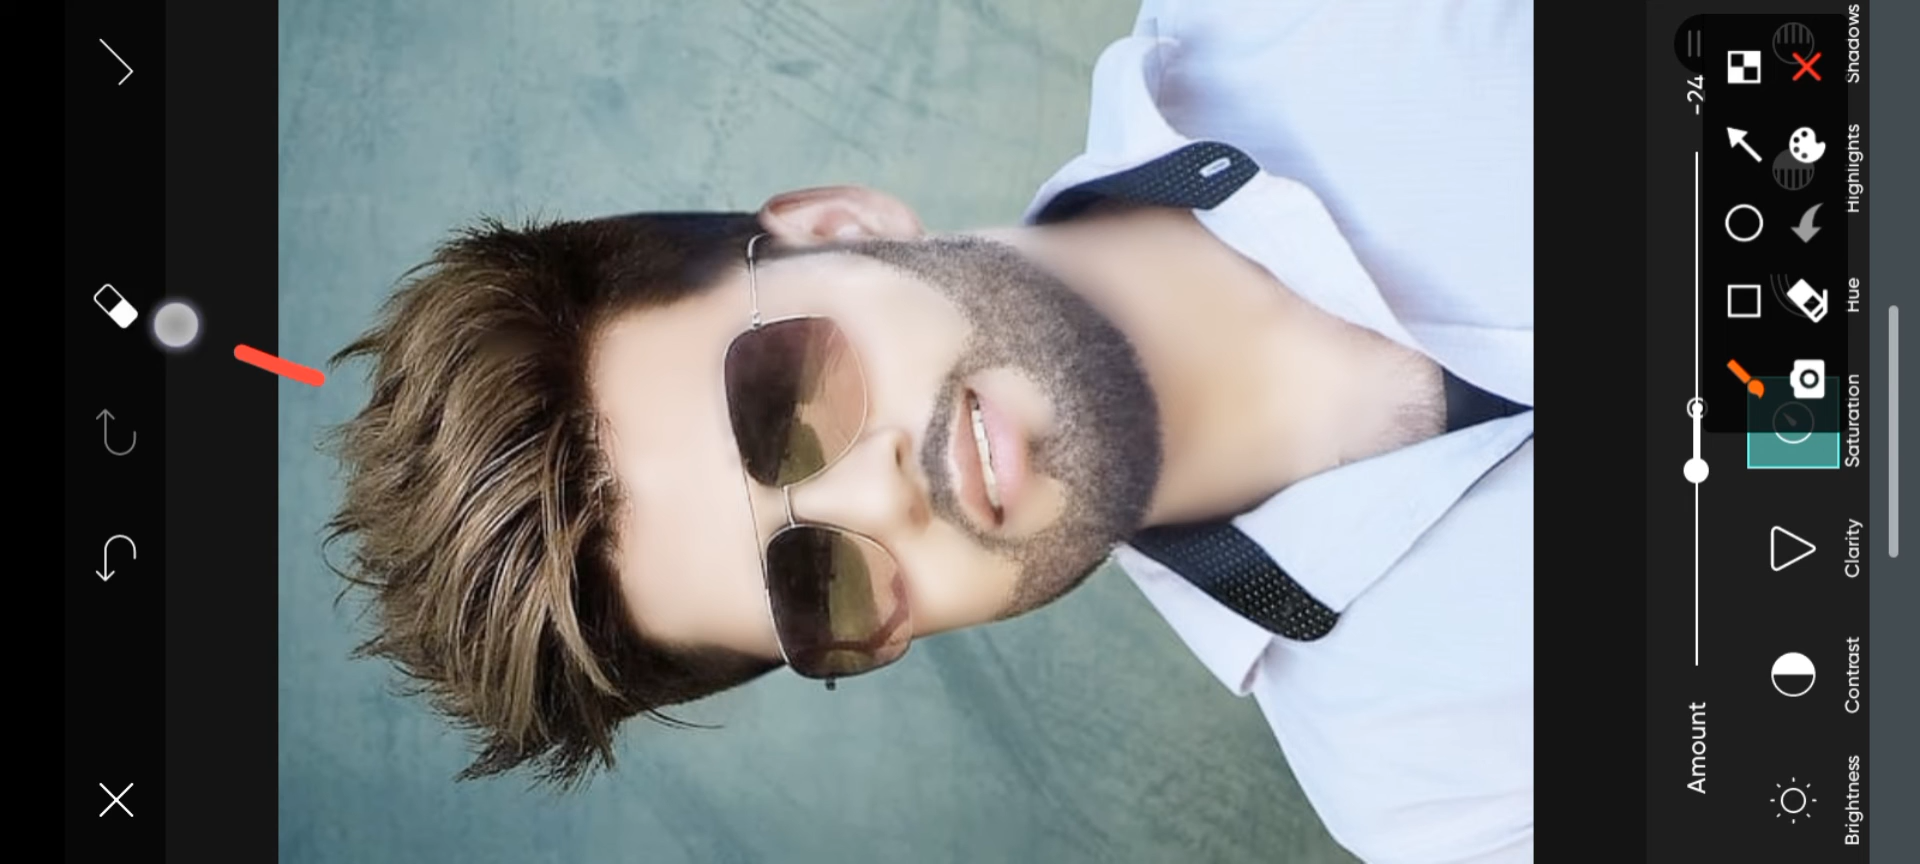 Amount
-24
Brightness
Contrast
Clarity
Saturation
Hue
Highlights
Shadows